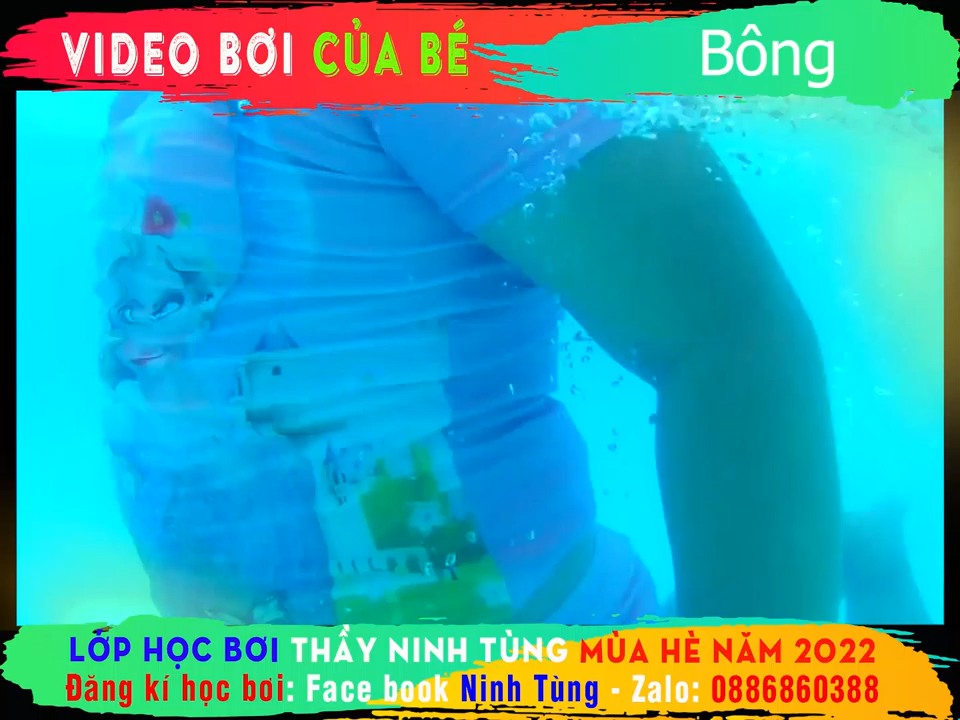 VIDEO BƠI CỦA BÉ
Bông
LỚP HỌC BƠI THẦY NINH TÙNG MÙA HÈ NĂM 2022
Đăng kí học bơi: Face book Ninh Tùng - Zalo: 0886860388